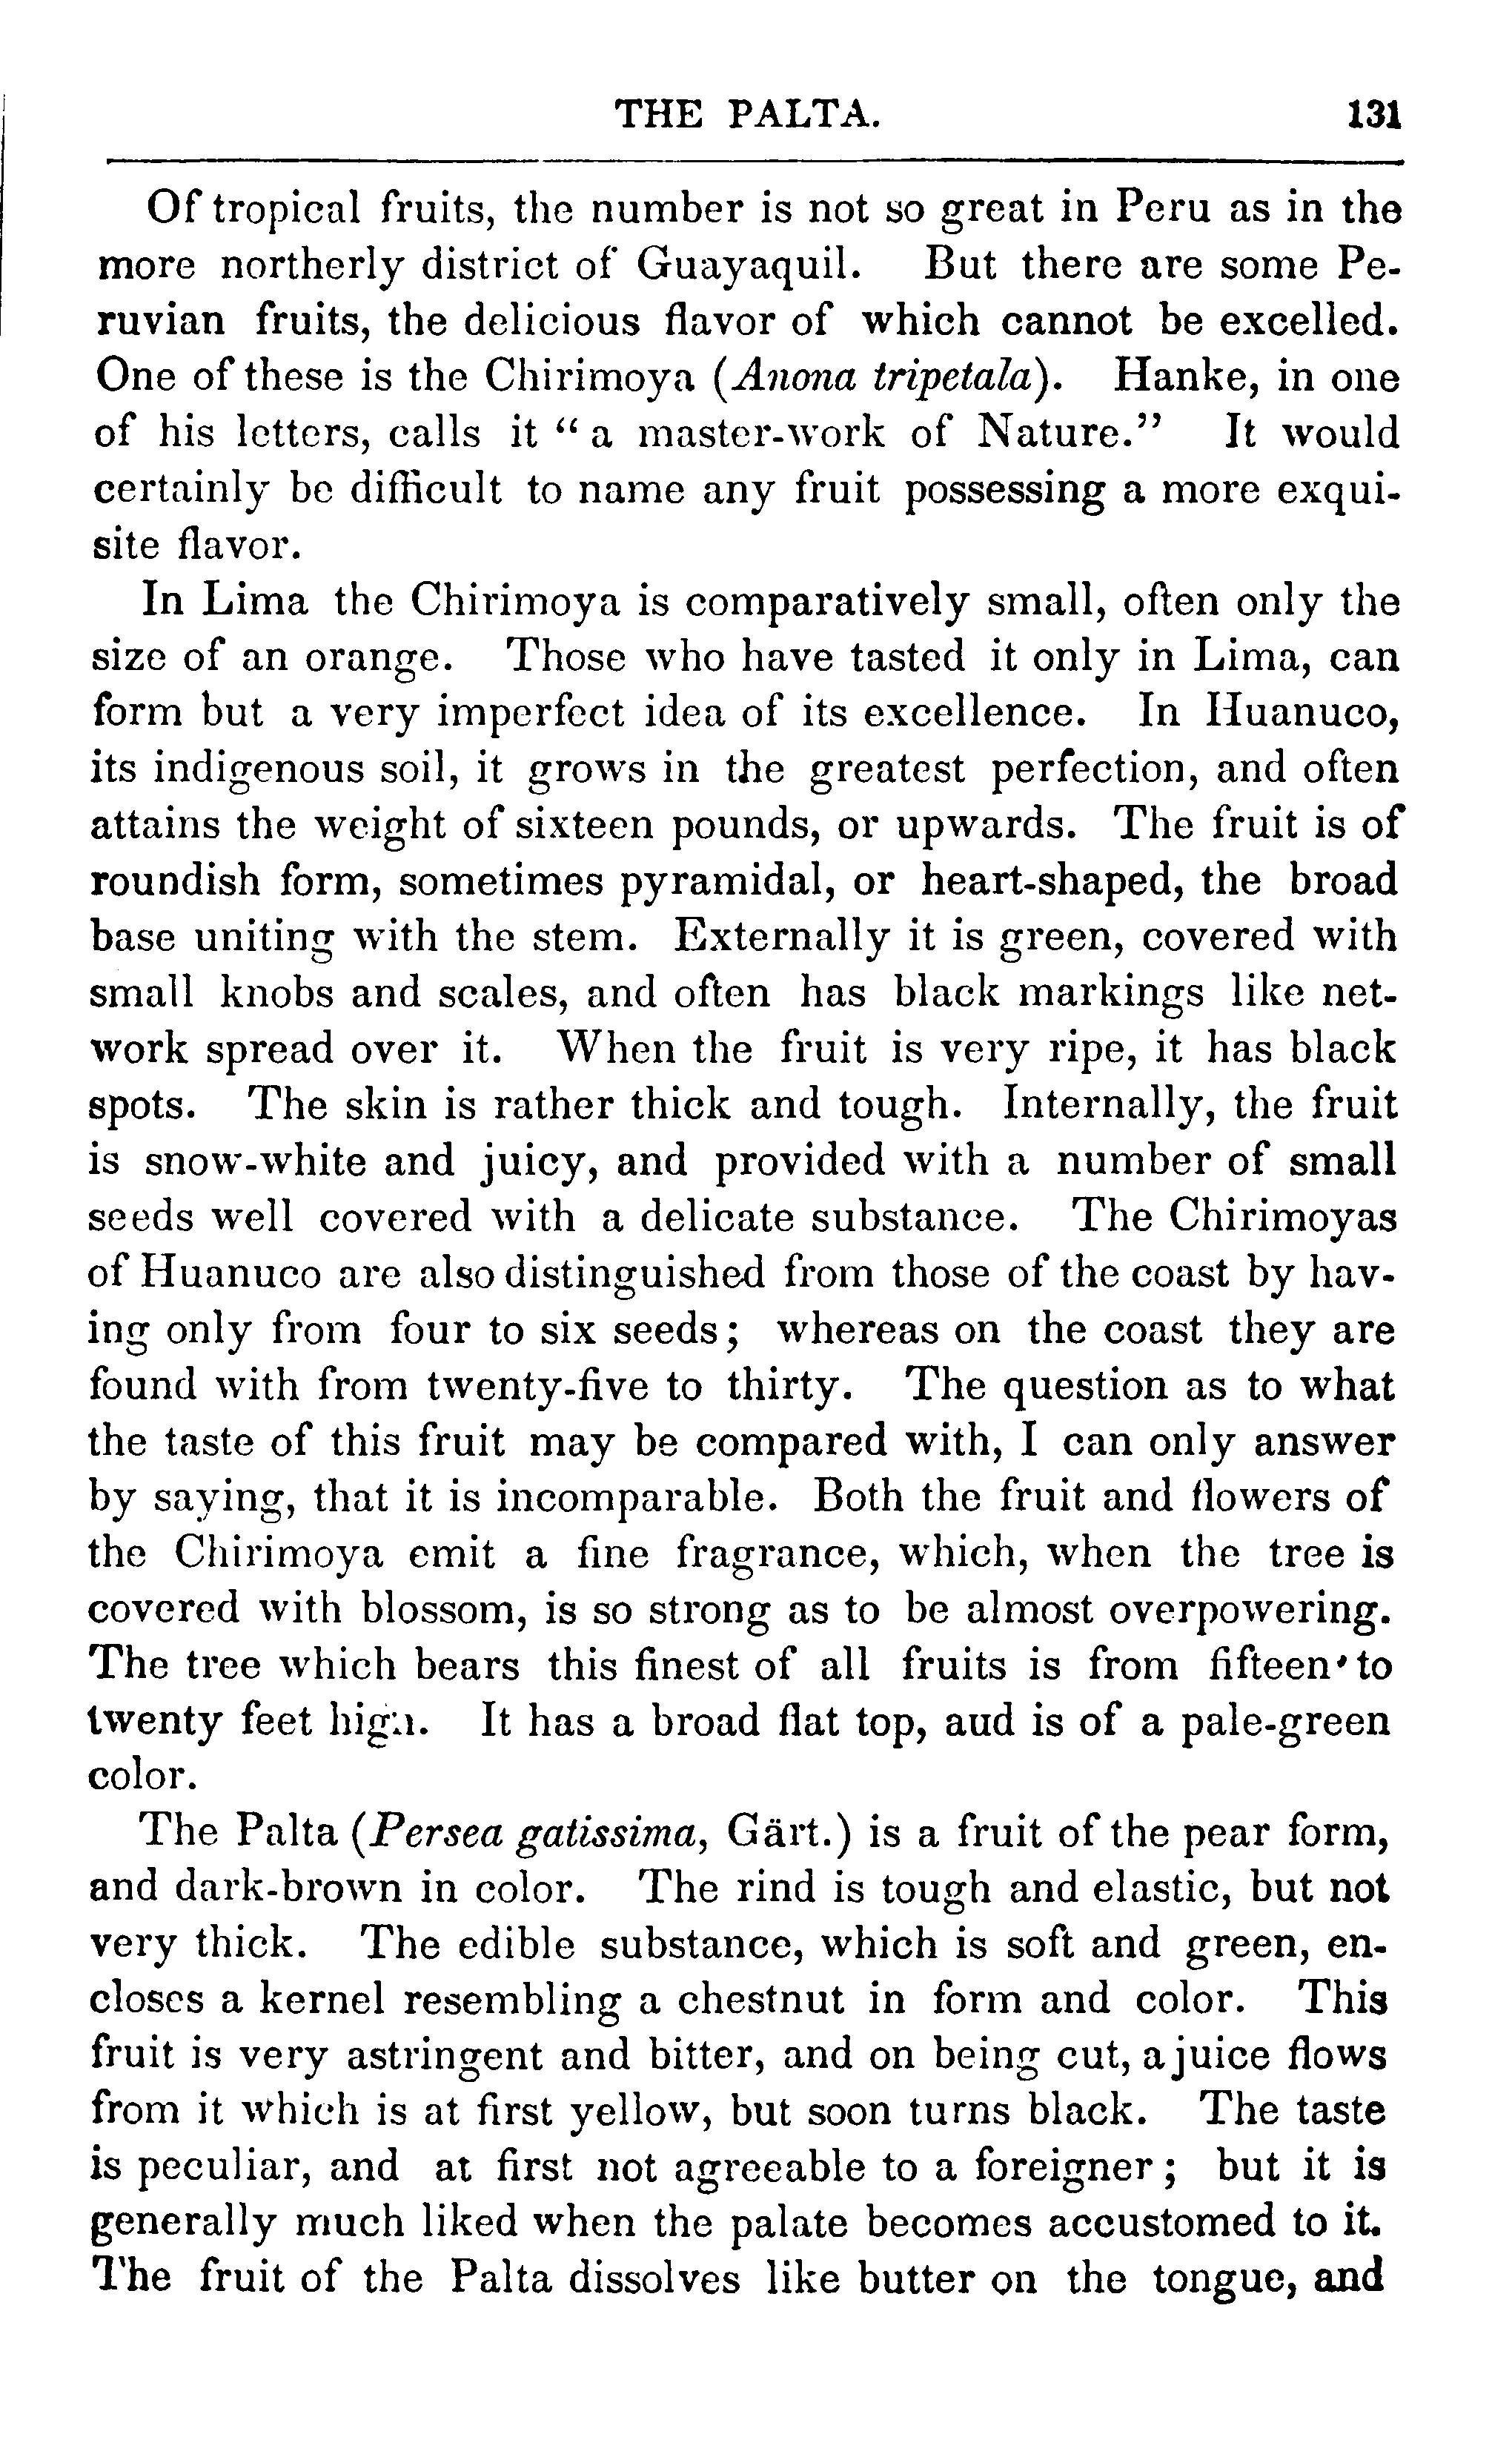 THE PALTA. 131
Of tropical fruits, the number is not so great in Peru as in the
more northerly district of Guayaquil. But there are some Pe-
ruvian fruits, the delicious flavor of which cannot be excelled.
One of these is the Chirimoya (Anona tripetala). Hanke, in one
of his letters, calls it “ a master-work of Nature.” It would
certainly be difficult to name any fruit possessing a more exqui-
site flavor.
In Lima the Chirimoya is comparatively small, often only the
size of an orange. Those who have tasted it only in Lima, can
form but a very imperfect idea of its excellence. In Huanuco,
its indigenous soil, it grows in the greatest perfection, and often
attains the weight of sixteen pounds, or upwards. The fruit is of
roundish form, sometimes pyramidal, or heart-shaped, the broad
base uniting with the stem. Externally it is green, covered with
small knobs and scales, and often has black markings like net-
work spread over it. When the fruit is very ripe, it has black
spots. The skin is rather thick and tough. Internally, the fruit
is snow-white and juicy, and provided with a number of small
seeds well covered with a delicate substance. The Chirimoyas
of Huanuco are also distinguished from those of the coast by hav-
ing only from four to six seeds; whereas on the coast they are
found with from twenty-five to thirty. The question as to what
the taste of this fruit may be compared with, I can only answer
by saying, that it is incomparable. Both the fruit and flowers of
the Chirimoya emit a fine fragrance, which, when the tree is
covered with blossom, is so strong as to be almost overpowering.
The tree which bears this finest of all fruits is from fifteen to
twenty feet high. It has a broad flat top, aud is of a pale-green
color.
The Palta (Persea gatissima, Gärt.) is a fruit of the pear form,
and dark-brown in color. The rind is tough and elastic, but not
very thick. The edible substance, which is soft and green, en-
closes a kernel resembling a chestnut in form and color. This
fruit is very astringent and bitter, and on being cut, a juice flows
from it which is at first yellow, but soon turns black. The taste
is peculiar, and at first not agreeable to a foreigner; but it is
generally much liked when the palate becomes accustomed to it.
The fruit of the Palta dissolves like butter on the tongue, and